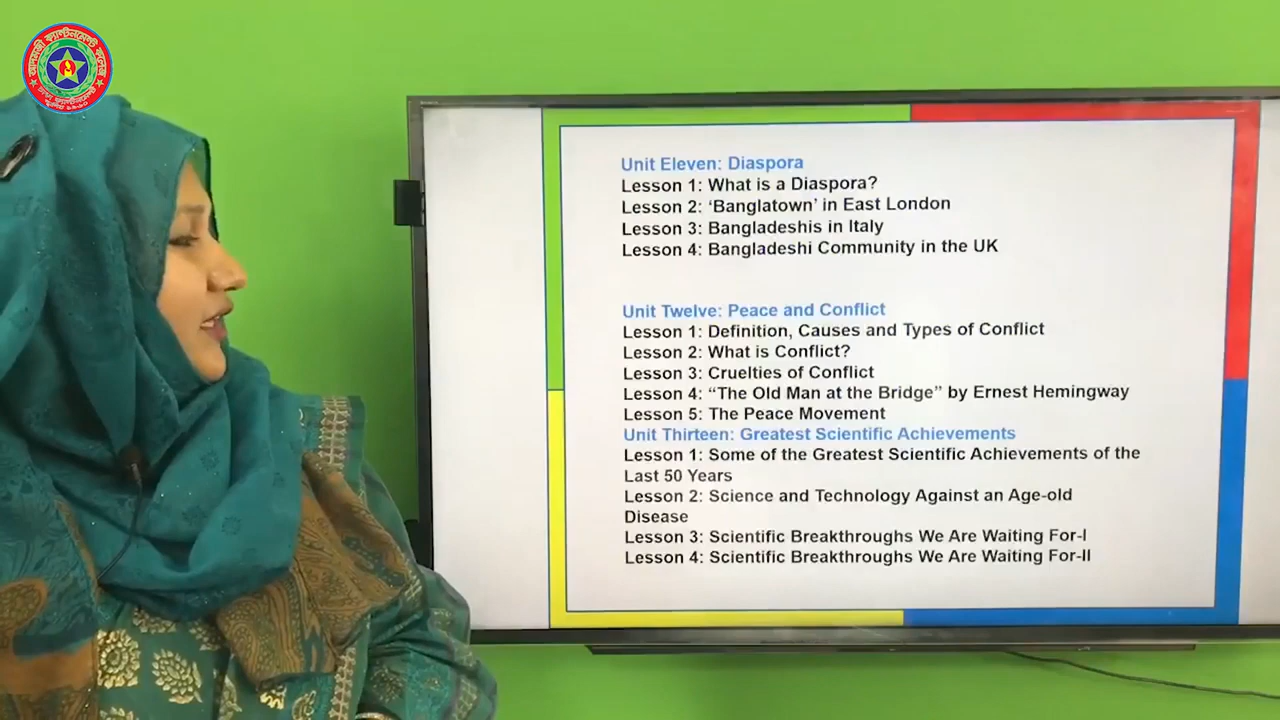 আদমজী ক্যান্টনমেন্ট কলেজ
ঢাকা ক্যান্টনমেন্ট
Unit Eleven: Diaspora
Lesson 1: What is a Diaspora?
Lesson 2: ‘Banglatown’ in East London
Lesson 3: Bangladeshis in Italy
Lesson 4: Bangladeshi Community in the UK
Unit Twelve: Peace and Conflict
Lesson 1: Definition, Causes and Types of Conflict
Lesson 2: What is Conflict?
Lesson 3: Cruelties of Conflict
Lesson 4: “The Old Man at the Bridge” by Ernest Hemingway
Lesson 5: The Peace Movement
Unit Thirteen: Greatest Scientific Achievements
Lesson 1: Some of the Greatest Scientific Achievements of the
Last 50 Years
Lesson 2: Science and Technology Against an Age-old
Disease
Lesson 3: Scientific Breakthroughs We Are Waiting For-I
Lesson 4: Scientific Breakthroughs We Are Waiting For-II